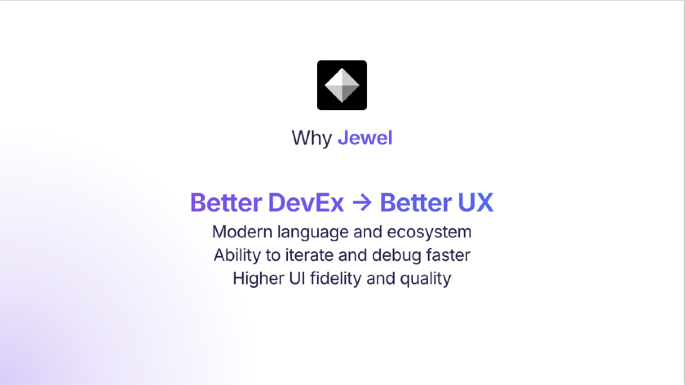 Why Jewel
Better DevEx → Better UX
Modern language and ecosystem
Ability to iterate and debug faster
Higher UI fidelity and quality